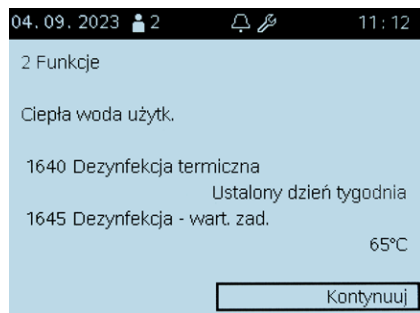 04.09.2023 2 11:12
2 Funkcje
Ciepła woda użytk.
1640 Dezynfekcja termiczna
Ustalony dzień tygodnia
1645 Dezynfekcja - wart. zad.
65°C
Kontynuuj